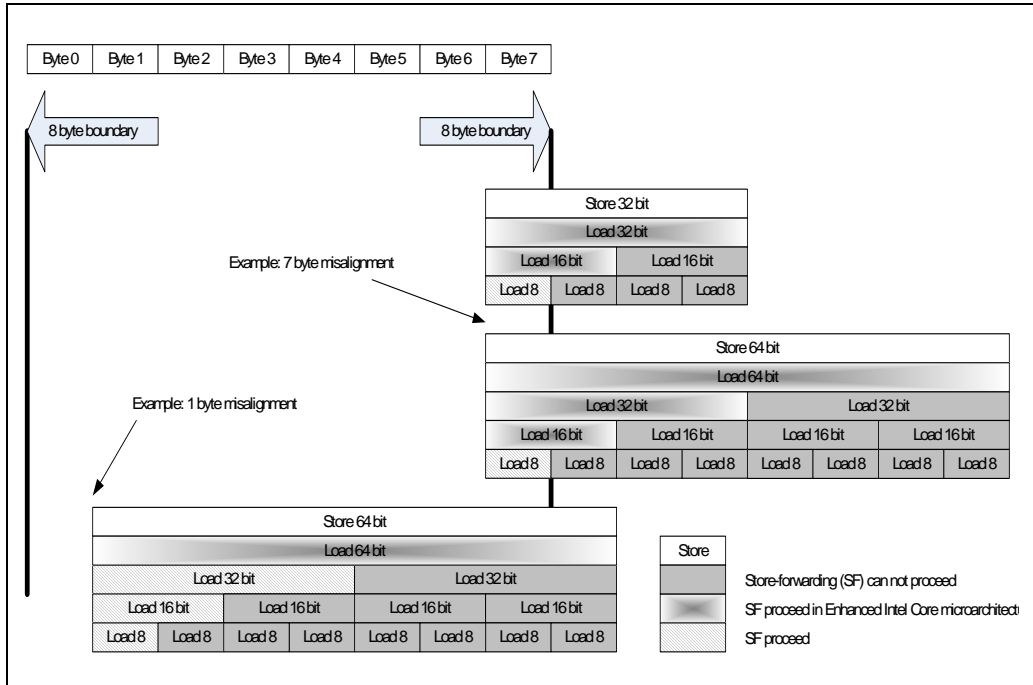 Byte 0 Byte 1 Byte 2 Byte 3 Byte 4 Byte 5 Byte 6 Byte 7
8 byte boundary 8 byte boundary
Store 32 bit
Load 32 bit
Example: 7 byte misalignment
Load 16 bit Load 16 bit
Load 8 Load 8 Load 8 Load 8
Store 64 bit
Load 64 bit
Example: 1 byte misalignment
Load 32 bit Load 32 bit
Load 16 bit Load 16 bit Load 16 bit Load 16 bit
Load 8 Load 8 Load 8 Load 8 Load 8 Load 8 Load 8 Load 8
Store 64 bit
Load 64 bit
Load 32 bit Load 32 bit
Load 16 bit Load 16 bit Load 16 bit Load 16 bit
Load 8 Load 8 Load 8 Load 8 Load 8 Load 8 Load 8 Load 8
Store
Store-forwarding (SF) can not proceed
SF proceed in Enhanced Intel Core microarchitectu
SF proceed